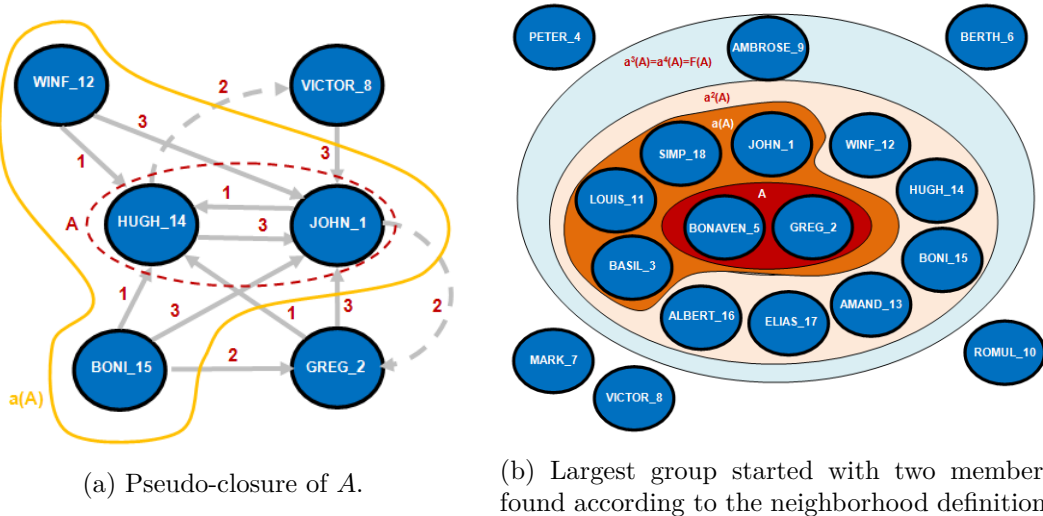 WINF_12
VICTOR_8
2
3
3
1
A
HUGH_14
1
3
JOHN_1
1
3
1
3
2
BONI_15
2
GREG_2
a(A)
(a) Pseudo-closure of A.
PETER_4
AMBROSE_9
BERTH_6
a³(A)=a⁴(A)=F(A)
a²(A)
a(A)
SIMP_18
JOHN_1
WINF_12
LOUIS_11
A
HUGH_14
BONAVEN_5
GREG_2
BASIL_3
BONI_15
ALBERT_16
ELIAS_17
AMAND_13
MARK_7
ROMUL_10
VICTOR_8
(b) Largest group started with two member
found according to the neighborhood definition